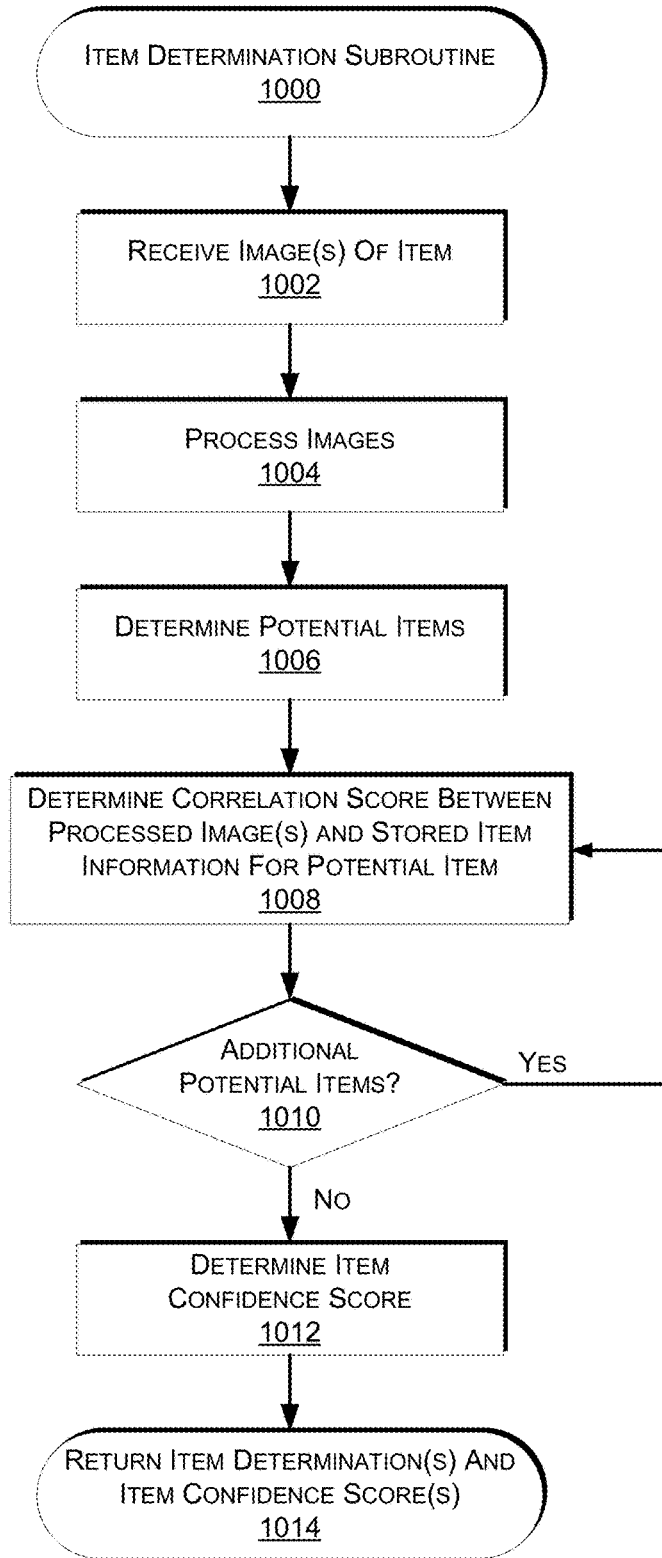 ITEM DETERMINATION SUBROUTINE
1000
RECEIVE IMAGE(S) OF ITEM
1002
PROCESS IMAGES
1004
DETERMINE POTENTIAL ITEMS
1006
DETERMINE CORRELATION SCORE BETWEEN
PROCESSED IMAGE(S) AND STORED ITEM
INFORMATION FOR POTENTIAL ITEM
1008
ADDITIONAL
POTENTIAL ITEMS?
1010
YES
NO
DETERMINE ITEM
CONFIDENCE SCORE
1012
RETURN ITEM DETERMINATION(S) AND
ITEM CONFIDENCE SCORE(S)
1014